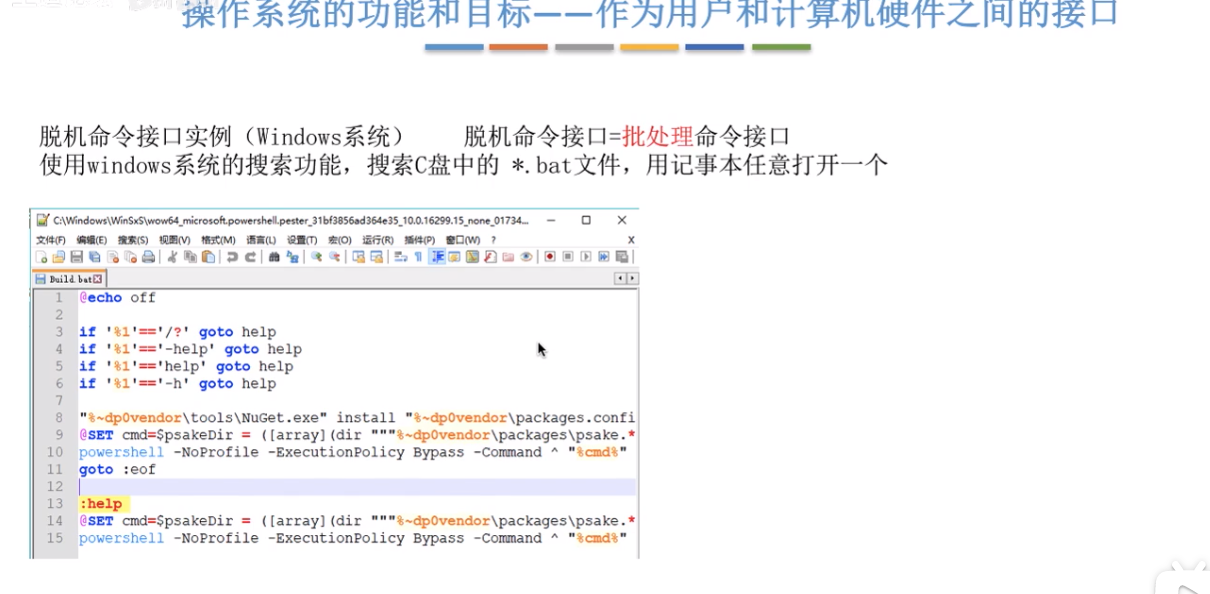 操作系统的功能和目标——作为用户和计算机硬件之间的接口
脱机命令接口实例（Windows系统） 脱机命令接口=批处理命令接口
使用windows系统的搜索功能，搜索C盘中的 *.bat文件，用记事本任意打开一个
C:\Windows\WinSxS\wow64_microsoft.powershell.pester_31bf3856ad364e35_10.0.16299.15_none_01734...
文件(F) 编辑(E) 搜索(S) 视图(V) 格式(M) 语言(L) 设置(T) 宏(O) 运行(R) 插件(P) 窗口(W) ? X
Build.bat
1 @echo off
2
3 if '%1'=='/?' goto help
4 if '%1'=='-help' goto help
5 if '%1'=='help' goto help
6 if '%1'=='-h' goto help
7
8 "%~dp0vendor\tools\NuGet.exe" install "%~dp0vendor\packages.confi
9 @SET cmd=$psakeDir = ([array](dir """%~dp0vendor\packages\psake.*
10 powershell -NoProfile -ExecutionPolicy Bypass -Command ^ "%cmd%"
11 goto :eof
12
13 :help
14 @SET cmd=$psakeDir = ([array](dir """%~dp0vendor\packages\psake.*
15 powershell -NoProfile -ExecutionPolicy Bypass -Command ^ "%cmd%"